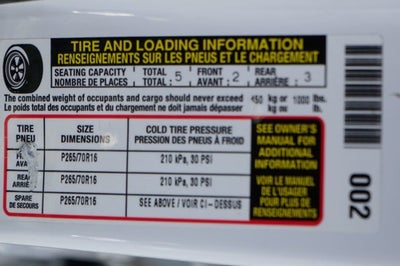 TIRE AND LOADING INFORMATION
RENSEIGNEMENTS SUR LES PNEUS ET LE CHARGEMENT
SEATING CAPACITY TOTAL FRONT REAR
NOMBRE DE PLACES TOTAL : 5 AVANT : 2 ARRIÈRE : 3
The combined weight of occupants and cargo should never exceed kg or 1000 lbs.
Le poids total des occupants et du chargement ne doit jamais dépasser kg ou lb.
TIRE SIZE COLD TIRE PRESSURE
PNEU DIMENSIONS PRESSION DES PNEUS À FROID
P265/70R16 210 kPa, 30 PSI
P265/70R16 210 kPa, 30 PSI
SPARE
DE SECOURS P265/70R16 SEE ABOVE / VOIR CI-DESSUS
SEE OWNER'S
MANUAL FOR
ADDITIONAL
INFORMATION
VOIR LE MANUEL
DE L'USAGER
POUR PLUS DE
RENSEIGNEMENTS
002